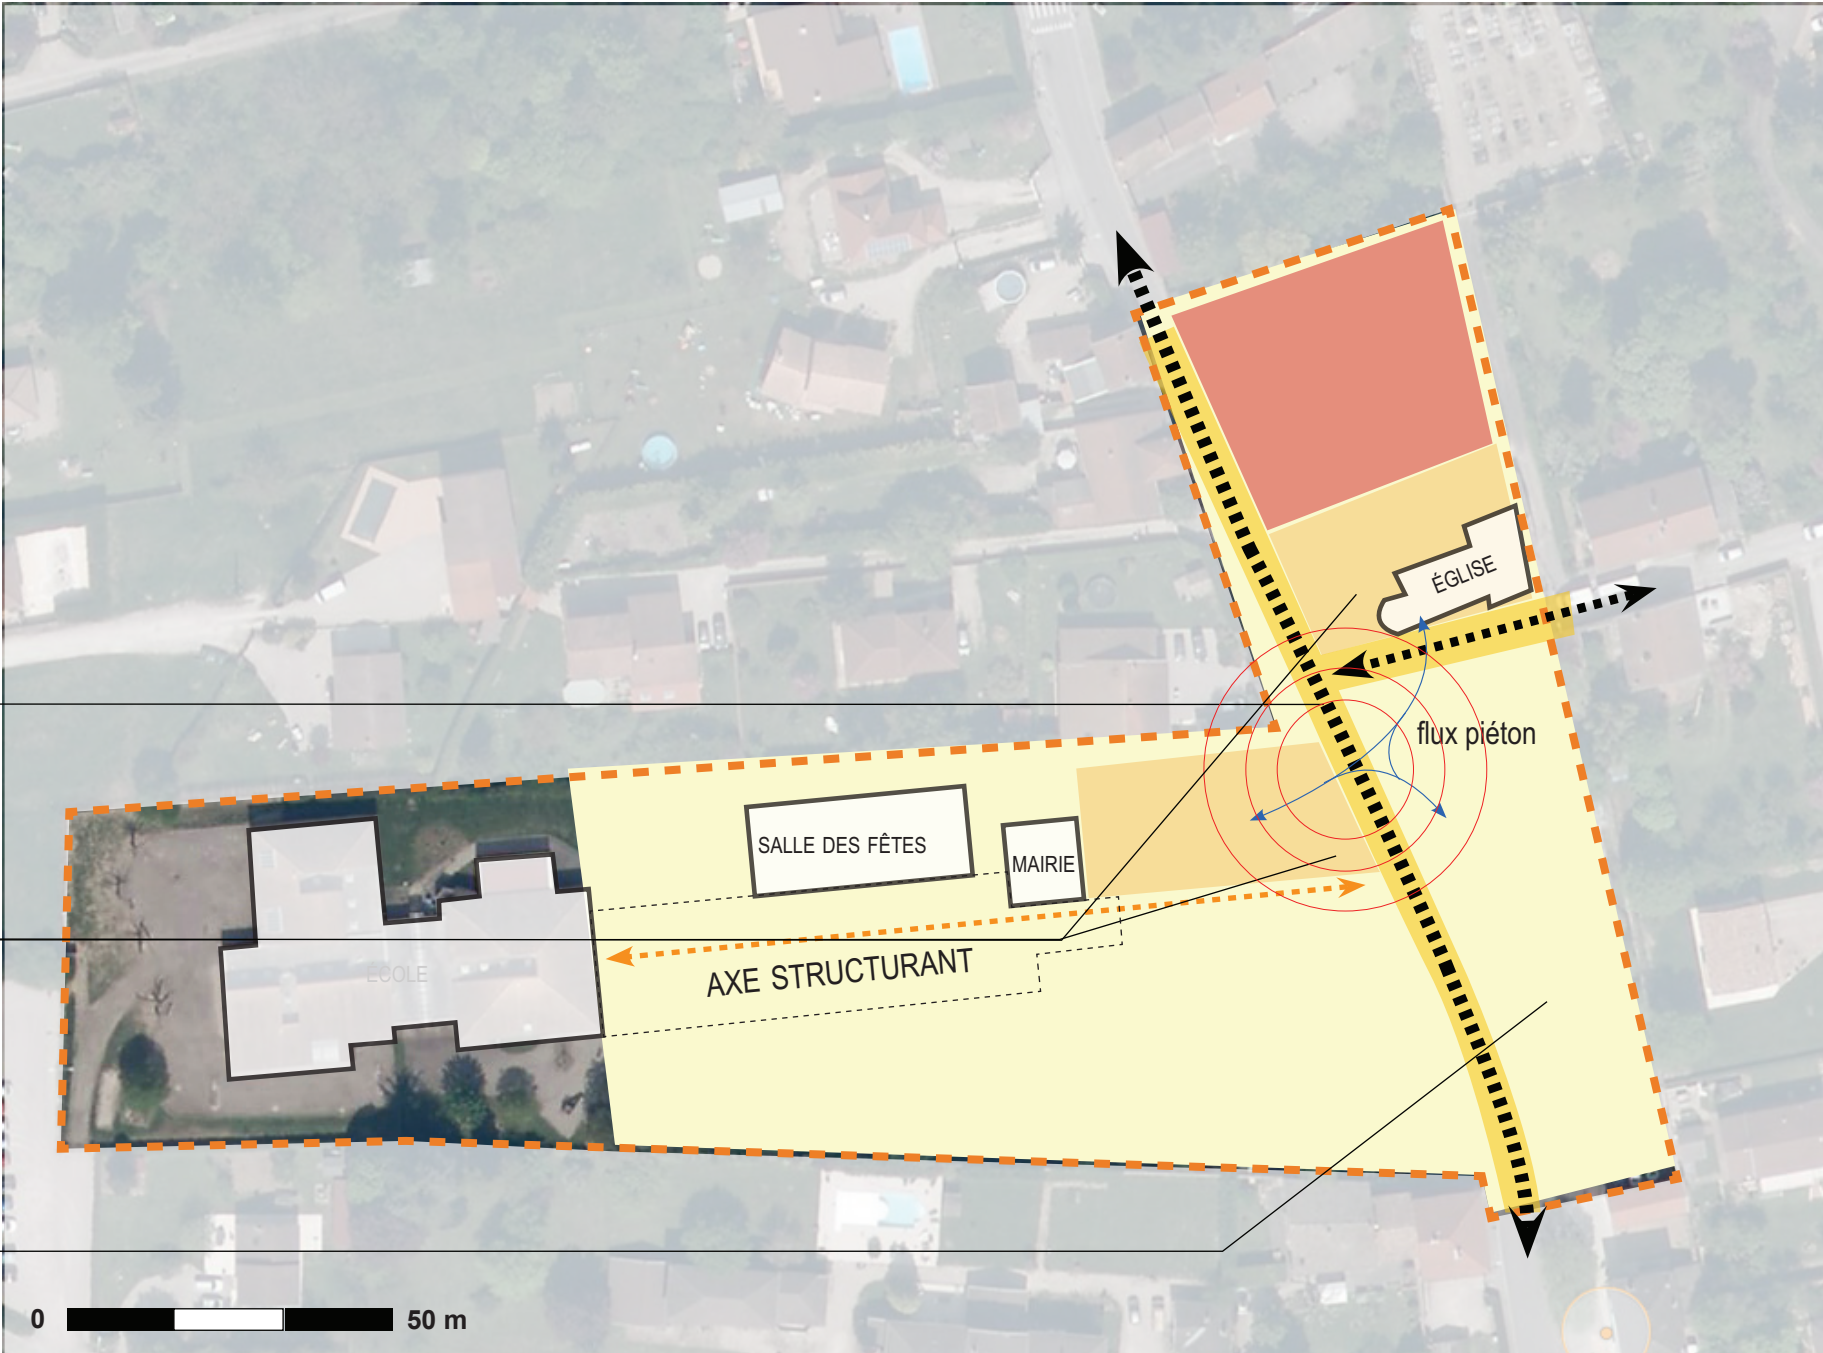 ÉGLISE
flux piéton
SALLE DES FÊTES
MAIRIE
ÉCOLE
AXE STRUCTURANT
0 50 m